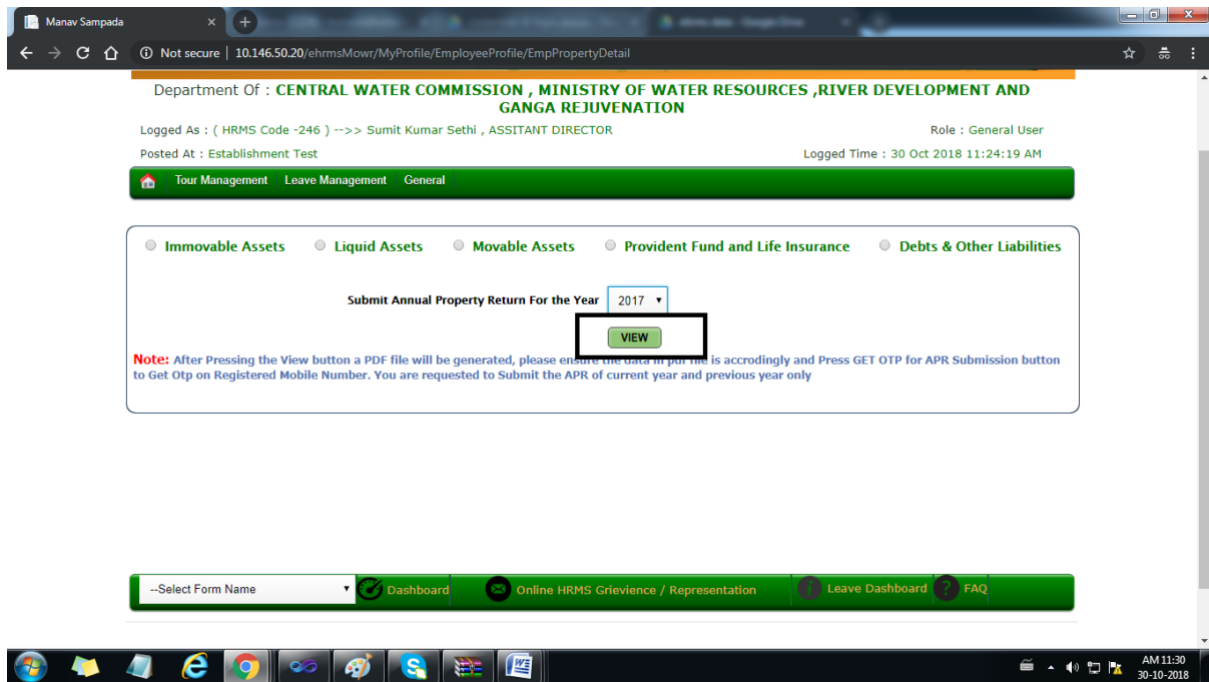 Manav Sampada
Not secure | 10.146.50.20/ehrmsMowr/MyProfile/EmployeeProfile/EmpPropertyDetail
Department Of : CENTRAL WATER COMMISSION , MINISTRY OF WATER RESOURCES ,RIVER DEVELOPMENT AND
GANGA REJUVENATION
Logged As : ( HRMS Code -246 ) -->> Sumit Kumar Sethi , ASSITANT DIRECTOR Role : General User
Posted At : Establishment Test Logged Time : 30 Oct 2018 11:24:19 AM
Tour Management Leave Management General
Immovable Assets Liquid Assets Movable Assets Provident Fund and Life Insurance Debts & Other Liabilities
Submit Annual Property Return For the Year 2017
VIEW
Note: After Pressing the View button a PDF file will be generated, please ensure the data in pdf file is accrodingly and Press GET OTP for APR Submission button
to Get Otp on Registered Mobile Number. You are requested to Submit the APR of current year and previous year only
--Select Form Name Dashboard Online HRMS Grievience / Representation Leave Dashboard FAQ
AM 11:30
30-10-2018